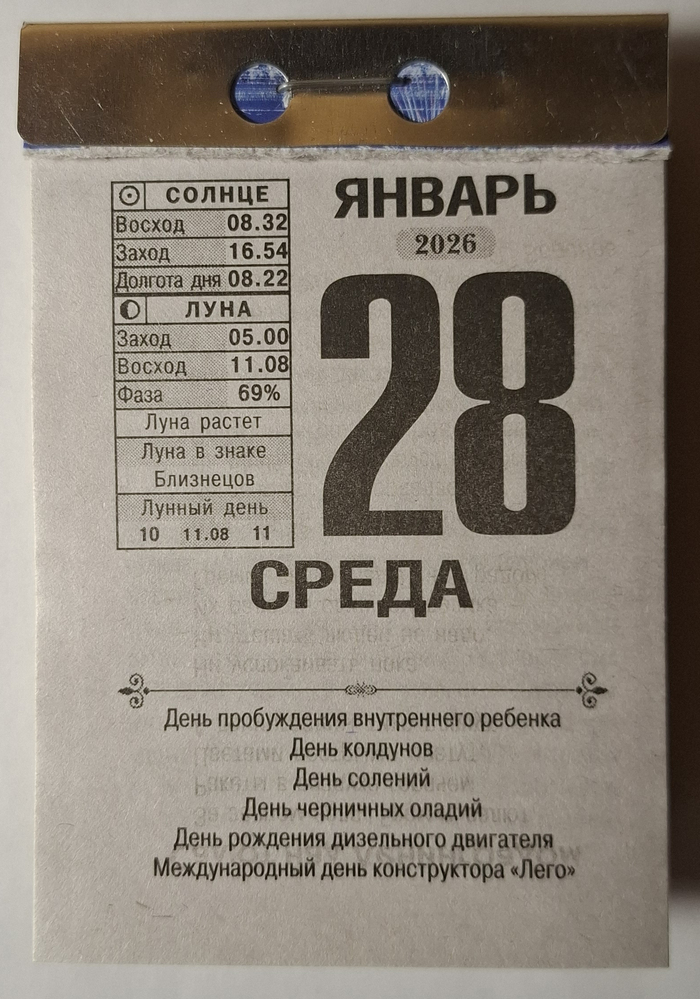 СОЛНЦЕ
Восход 08.32
Заход 16.54
Долгота дня 08.22
ЛУНА
Заход 05.00
Восход 11.08
Фаза 69%
Луна растет
Луна в знаке
Близнецов
Лунный день
10 11.08 11
ЯНВАРЬ
2026
28
СРЕДА
День пробуждения внутреннего ребенка
День колдунов
День солений
День черничных оладий
День рождения дизельного двигателя
Международный день конструктора «Лего»